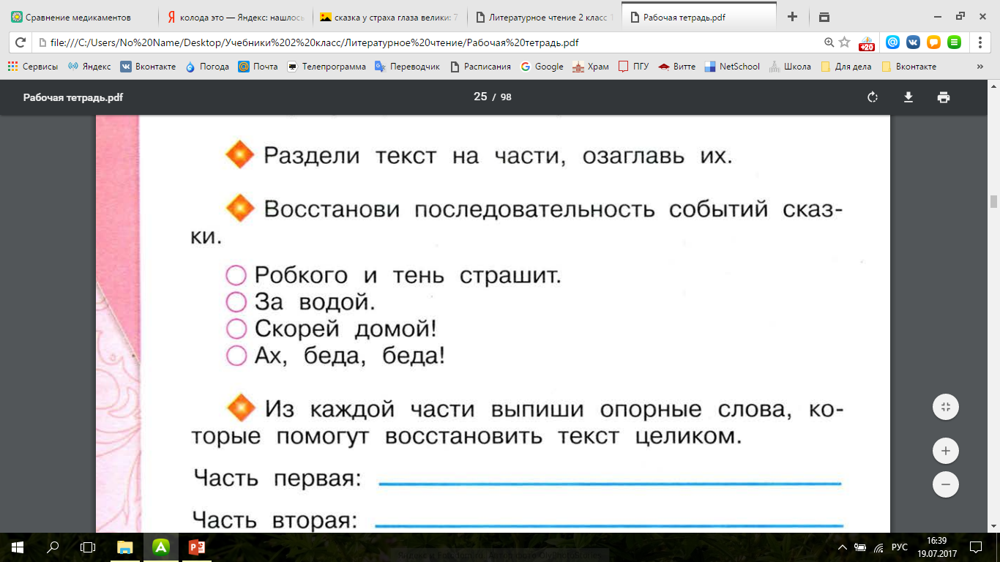 Сравнение медикаментов
колода это — Яндекс: нашлось
сказка у страха глаза велики: 7
Литературное чтение 2 класс 1
Рабочая тетрадь.pdf
file:///C:/Users/No%20Name/Desktop/Учебники%202%20класс/Литературное%20чтение/Рабочая%20тетрадь.pdf
+20
Сервисы Яндекс Вконтакте Погода Почта Телепрограмма Переводчик Расписания Google Храм ПГУ Витте NetSchool Школа Для дела Вконтакте »
Рабочая тетрадь.pdf 25 / 98
Раздели текст на части, озаглавь их.
Восстанови последовательность событий сказ-
ки.
Робкого и тень страшит.
За водой.
Скорей домой!
Ах, беда, беда!
Из каждой части выпиши опорные слова, ко-
торые помогут восстановить текст целиком.
Часть первая:
Часть вторая:
РУС
16:39
19.07.2017